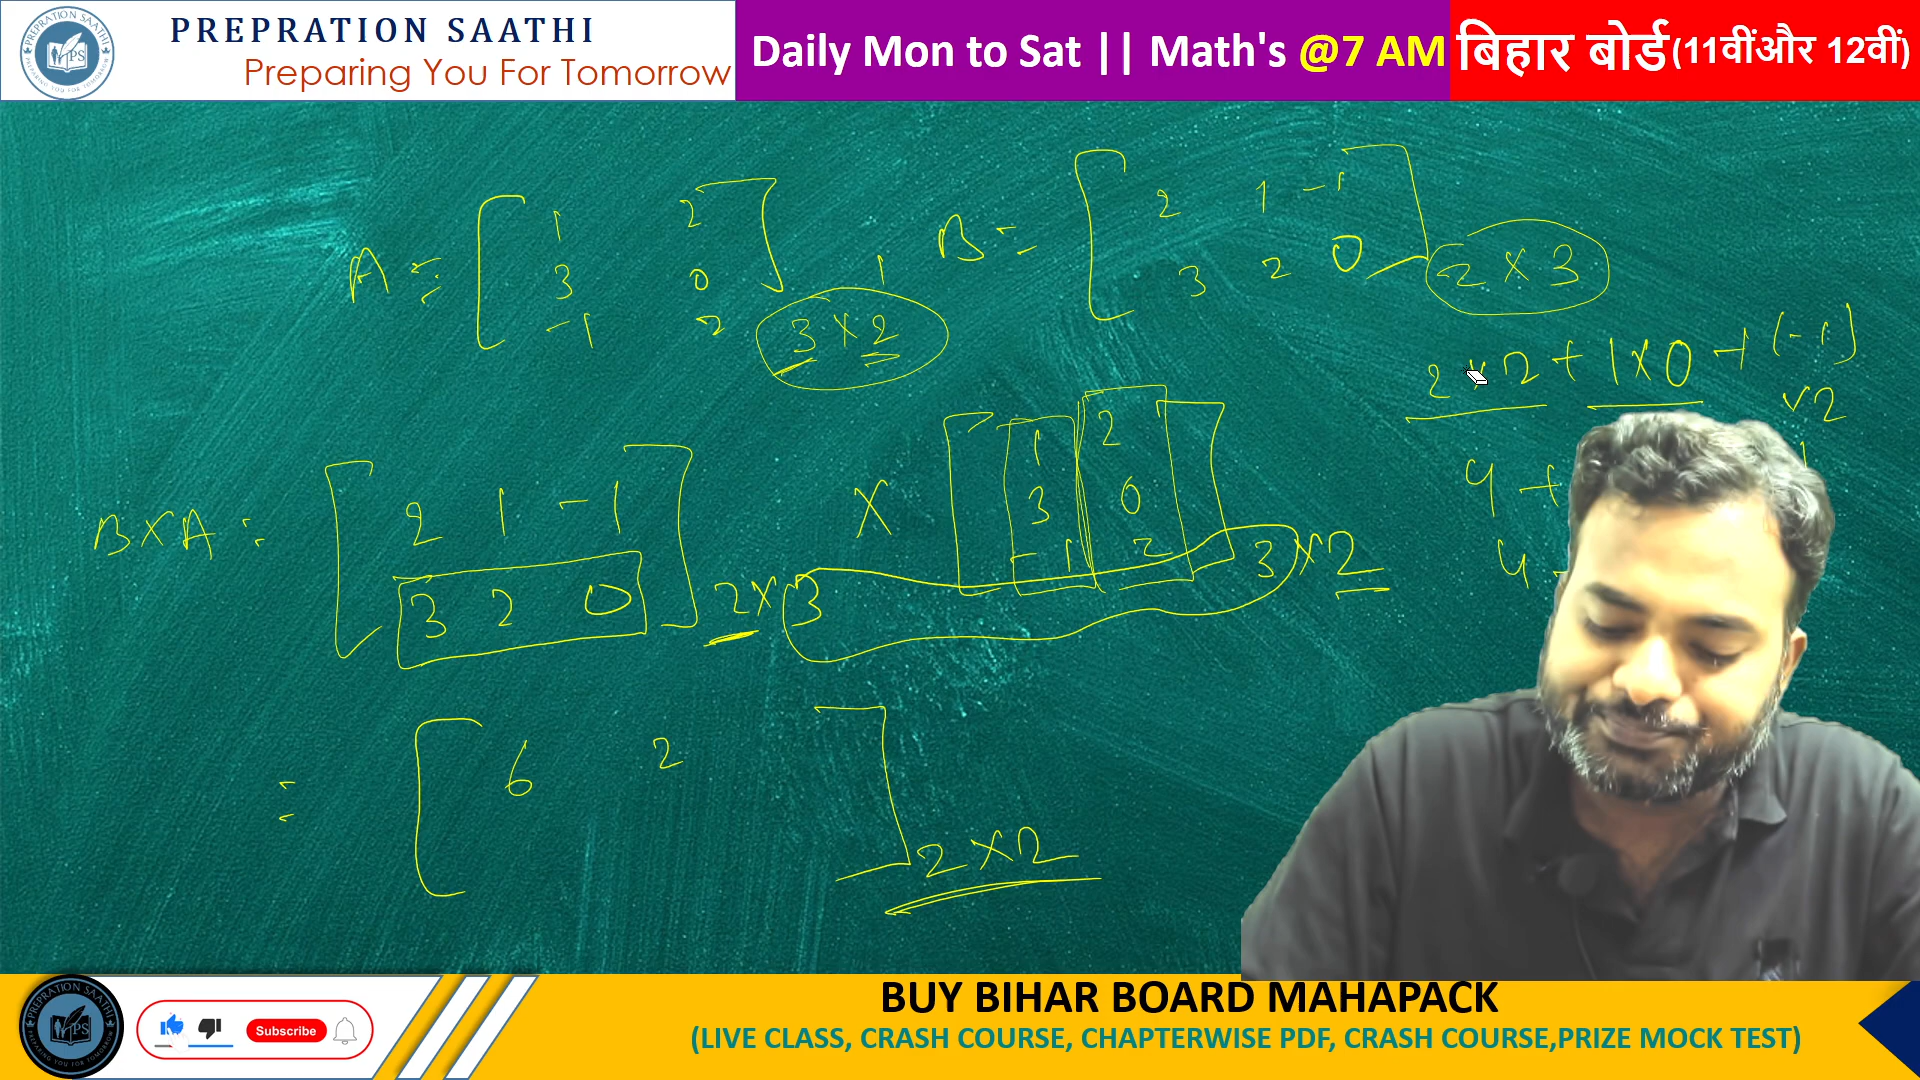 PREPRATION SAATHI
Preparing You For Tomorrow
Daily Mon to Sat || Math's @7 AM
बिहार बोर्ड(11वीं और 12वीं)
A = [ 1 2
3 0
-1 2 ] 3 × 2
1
B = [ 2 1 -1
3 2 0 ] 2 × 3
2 × 2 + 1 × 0 + (-1)
× 2
4 +
4 -
B × A = [ 2 1 -1
3 2 0 ] 2 × 3
× [ 1 2
3 0
-1 2 ] 3 × 2
= [ 6 2 ] 2 × 2
Subscribe
BUY BIHAR BOARD MAHAPACK
(LIVE CLASS, CRASH COURSE, CHAPTERWISE PDF, CRASH COURSE,PRIZE MOCK TEST)